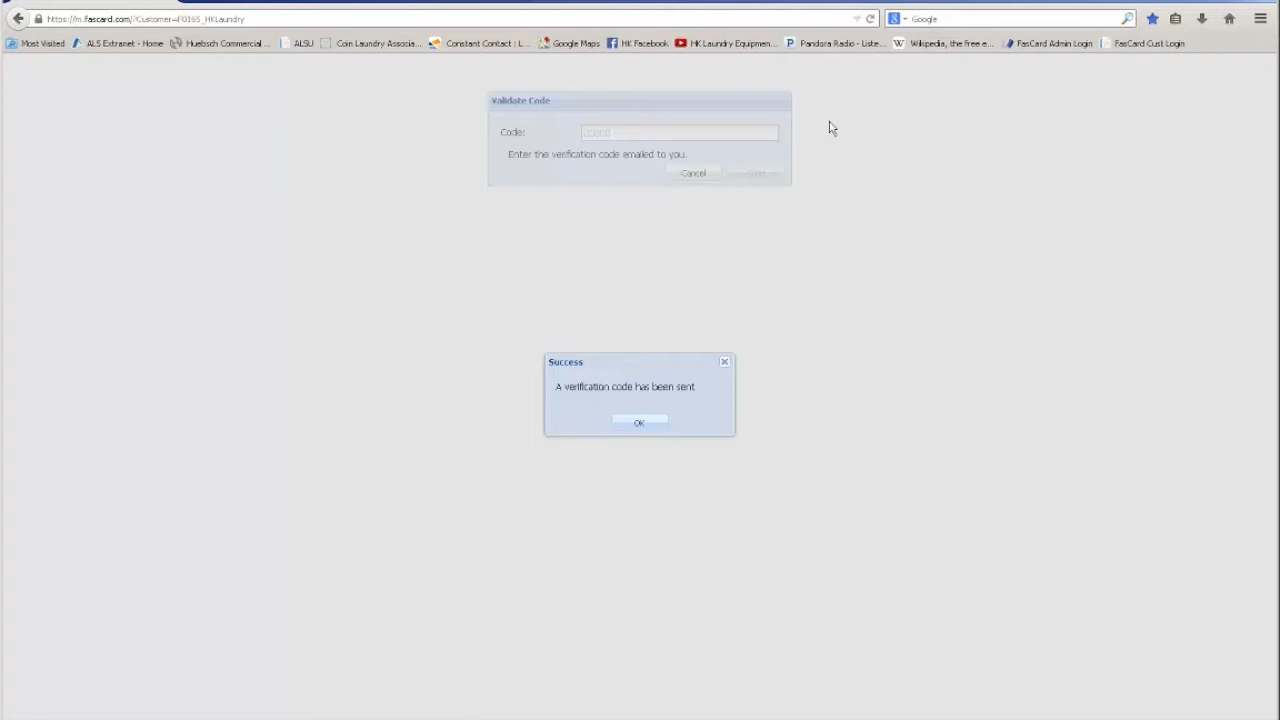 https://m.fascard.com/?Customer=F0165_HKLaundry
Google
Most Visited ALS Extranet - Home Huebsch Commercial ... ALSU Coin Laundry Associa... Constant Contact : L... Google Maps HK Facebook HK Laundry Equipmen... Pandora Radio - Liste... Wikipedia, the free e... FasCard Admin Login FasCard Cust Login
Validate Code
Code:
Enter the verification code emailed to you.
Cancel
Success
A verification code has been sent
OK